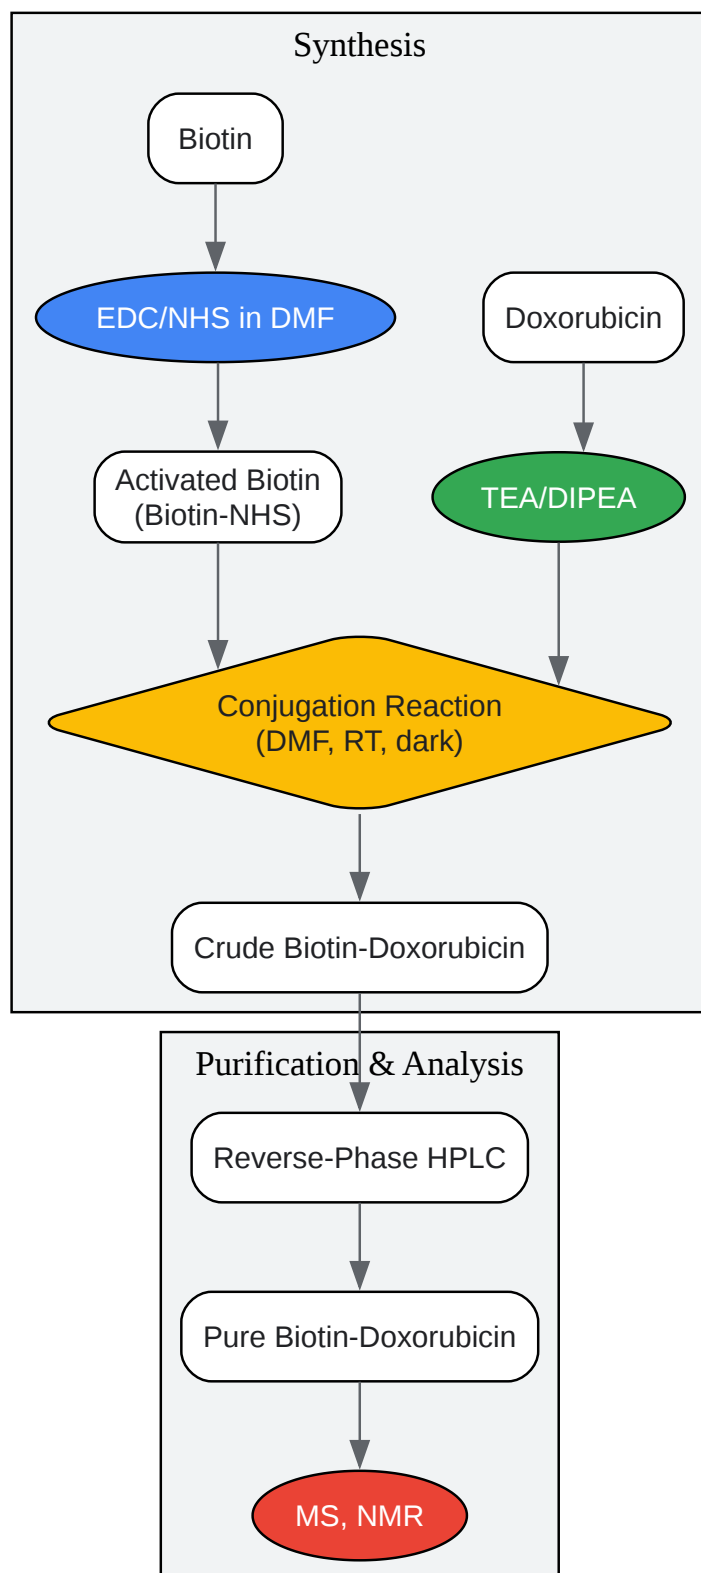 Synthesis
Biotin
EDC/NHS in DMF
Doxorubicin
Activated Biotin
(Biotin-NHS)
TEA/DIPEA
Conjugation Reaction
(DMF, RT, dark)
Crude Biotin-Doxorubicin
Purification & Analysis
Reverse-Phase HPLC
Pure Biotin-Doxorubicin
MS, NMR